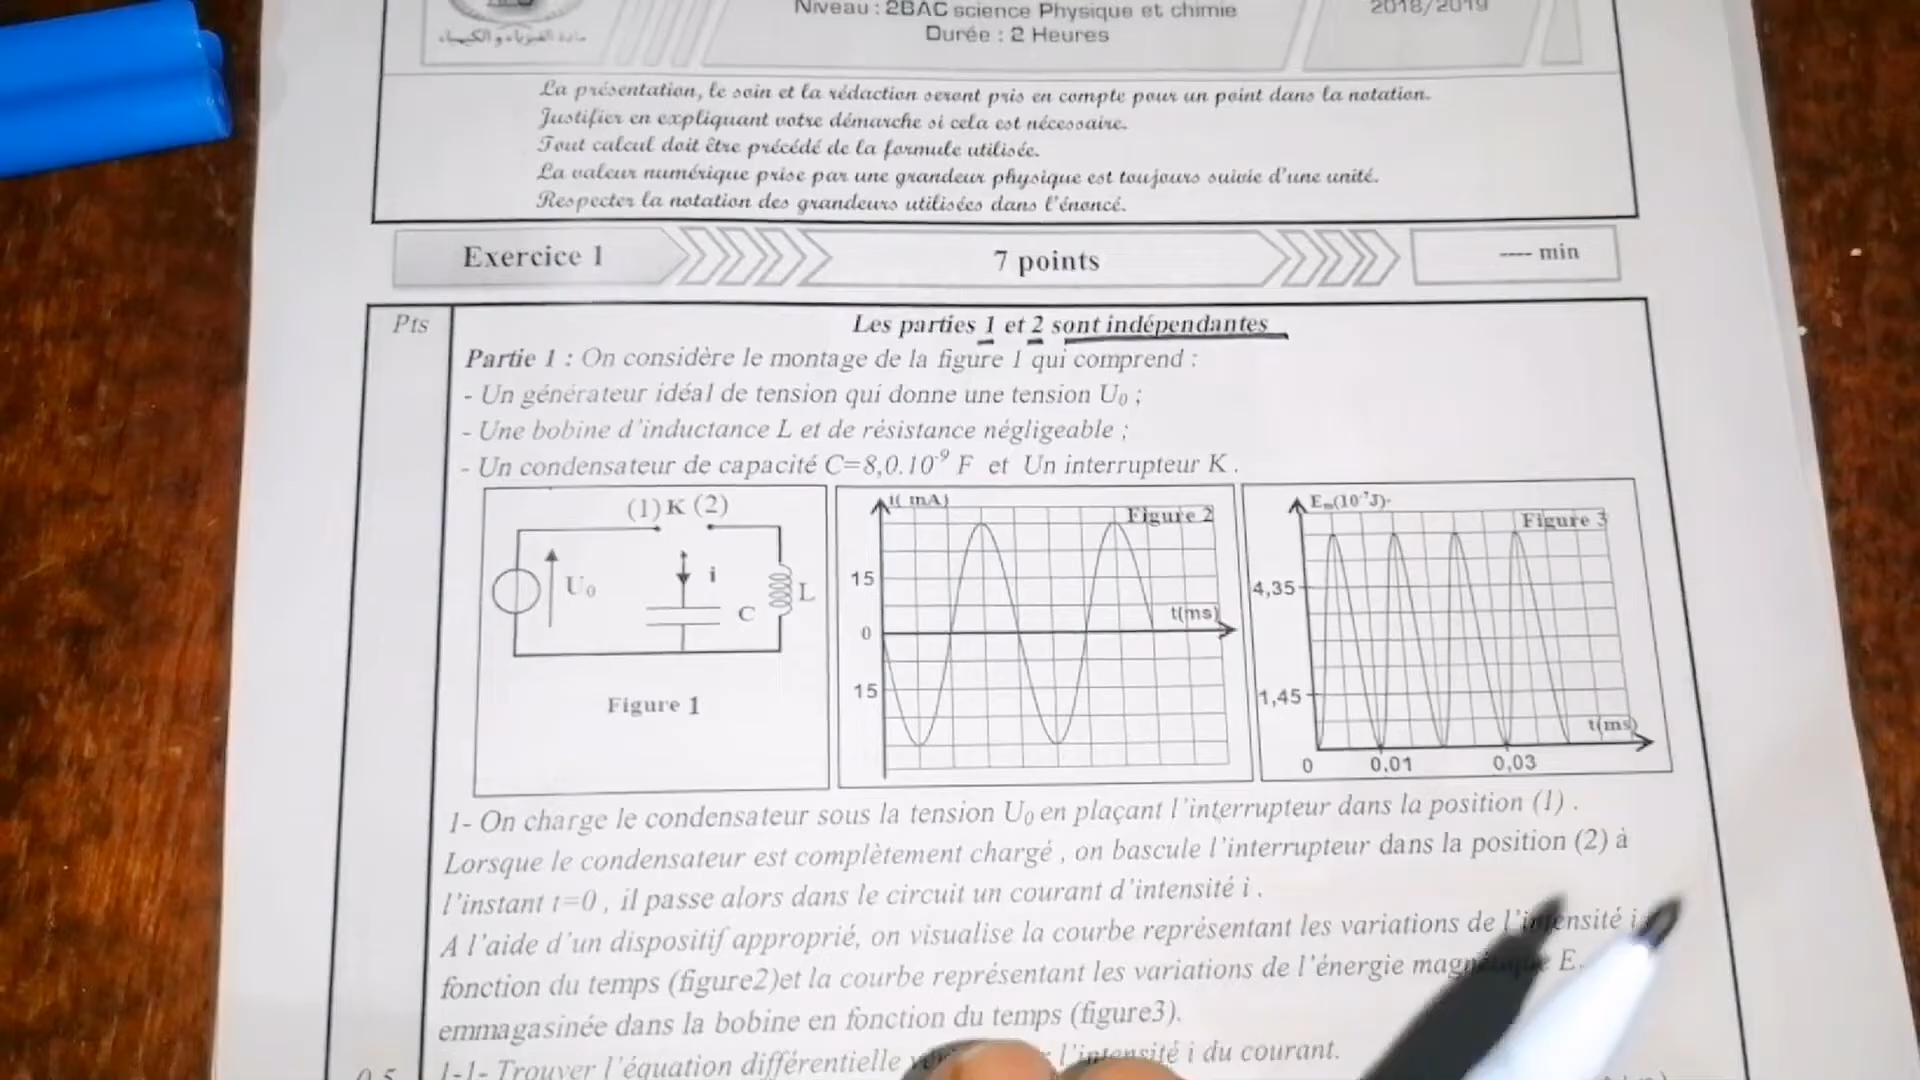 Niveau : 2BAC science Physique et chimie
Durée : 2 Heures
2018/2019
مادة الفيزياء والكيمياء
La présentation, le soin et la rédaction seront pris en compte pour un point dans la notation.
Justifier en expliquant votre démarche si cela est nécessaire.
Tout calcul doit être précédé de la formule utilisée.
La valeur numérique prise par une grandeur physique est toujours suivie d'une unité.
Respecter la notation des grandeurs utilisées dans l'énoncé.
Exercice 1
7 points
---- min
Pts
Les parties 1 et 2 sont indépendantes
Partie 1 : On considère le montage de la figure 1 qui comprend :
- Un générateur idéal de tension qui donne une tension U₀ ;
- Une bobine d'inductance L et de résistance négligeable ;
- Un condensateur de capacité C=8,0.10⁻⁹ F et Un interrupteur K .
(1) K (2)
U₀
i
C
L
Figure 1
i( mA)
Figure 2
15
0
15
t(ms)
Eₘ(10⁻⁷J)
Figure 3
4,35
1,45
t(ms)
0
0,01
0,03
1- On charge le condensateur sous la tension U₀ en plaçant l'interrupteur dans la position (1) .
Lorsque le condensateur est complètement chargé , on bascule l'interrupteur dans la position (2) à
l'instant t=0 , il passe alors dans le circuit un courant d'intensité i .
A l'aide d'un dispositif approprié, on visualise la courbe représentant les variations de l'intensité i
fonction du temps (figure2)et la courbe représentant les variations de l'énergie E
emmagasinée dans la bobine en fonction du temps (figure3).
0,5
1-1- Trouver l'équation différentielle l'intensité i du courant.